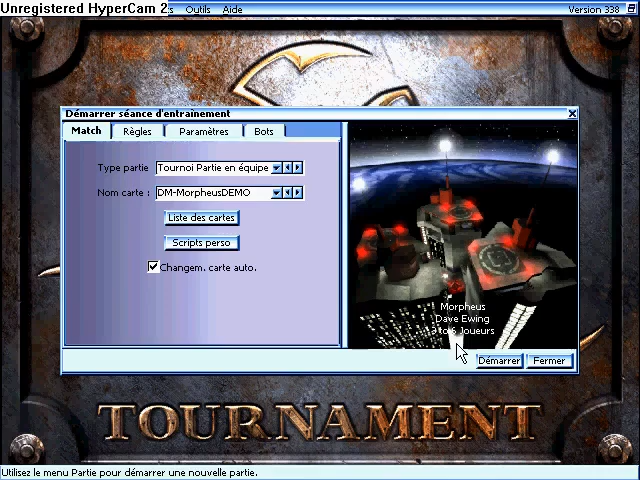 Unregistered HyperCam 2
Outils Aide Version 338
Démarrer séance d'entraînement
Match Règles Paramètres Bots
Type partie Tournoi Partie en équipe
Nom carte : DM-MorpheusDEMO
Liste des cartes
Scripts perso
Changem. carte auto.
Morpheus
Dave Ewing
to 6 Joueurs
Démarrer Fermer
TOURNAMENT
Utilisez le menu Partie pour démarrer une nouvelle partie.